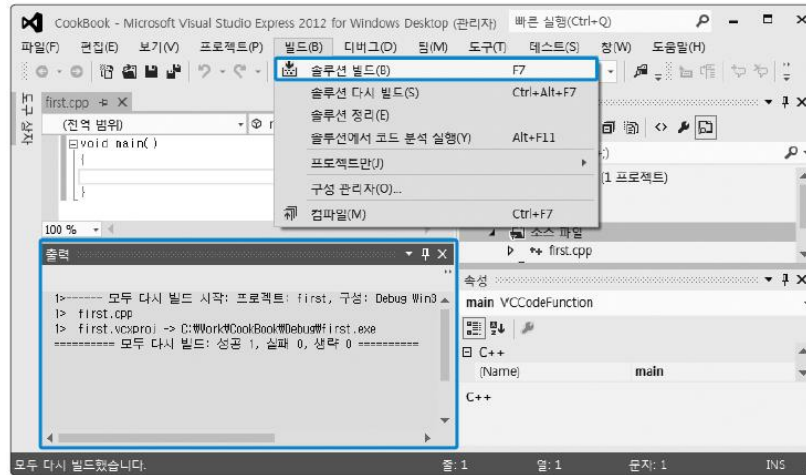 CookBook - Microsoft Visual Studio Express 2012 for Windows Desktop (관리자)
빠른 실행(Ctrl+Q)
파일(F) 편집(E) 보기(V) 프로젝트(P) 빌드(B) 디버그(D) 팀(M) 도구(T) 테스트(S) 창(W) 도움말(H)
솔루션 빌드(B) F7
솔루션 다시 빌드(S) Ctrl+Alt+F7
솔루션 정리(E)
솔루션에서 코드 분석 실행(Y) Alt+F11
프로젝트만(J)
구성 관리자(O)...
컴파일(M) Ctrl+F7
도구 상자
first.cpp
(전역 범위)
void main( )
{
}
100 %
(1 프로젝트)
소스 파일
first.cpp
출력
1>------ 모두 다시 빌드 시작: 프로젝트: first, 구성: Debug Win3
1> first.cpp
1> first.vcxproj -> C:₩Work₩CookBook₩Debug₩first.exe
========== 모두 다시 빌드: 성공 1, 실패 0, 생략 0 ==========
속성
main VCCodeFunction
C++
(Name) main
C++
모두 다시 빌드했습니다.
줄: 1 열: 1 문자: 1 INS